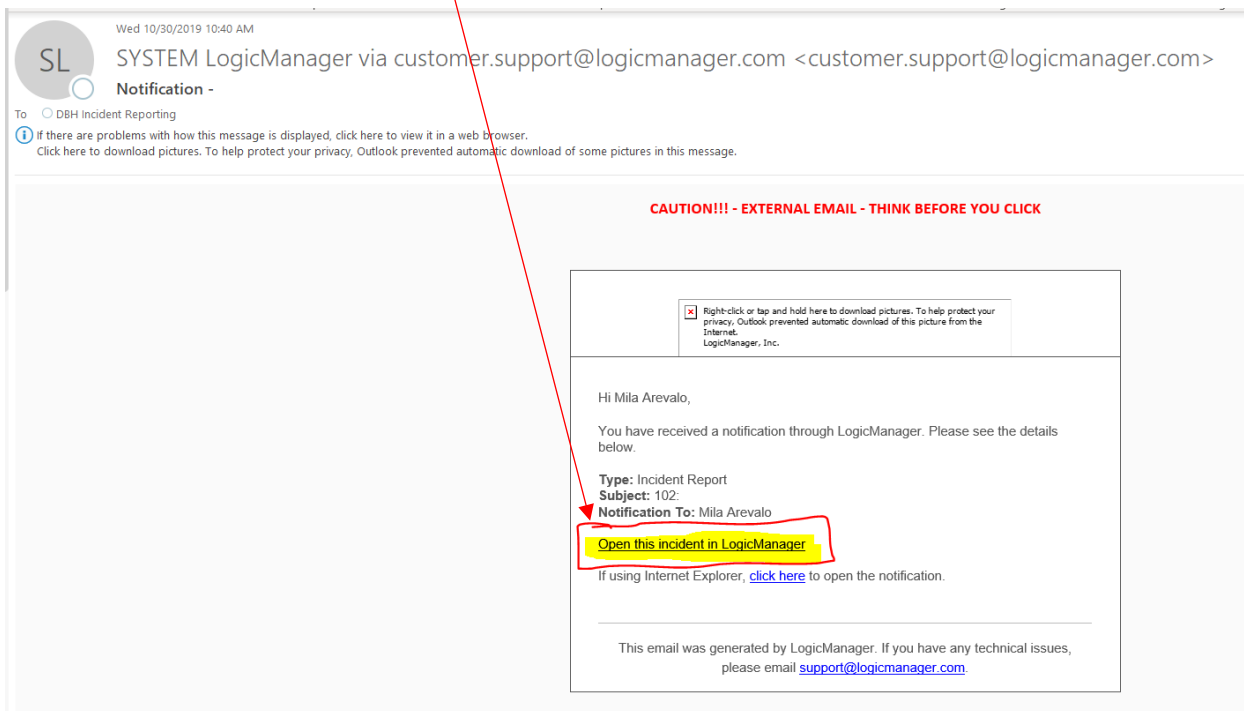 Wed 10/30/2019 10:40 AM
SL
SYSTEM LogicManager via customer.support@logicmanager.com <customer.support@logicmanager.com>
Notification -
To DBH Incident Reporting
If there are problems with how this message is displayed, click here to view it in a web browser.
Click here to download pictures. To help protect your privacy, Outlook prevented automatic download of some pictures in this message.
CAUTION!!! - EXTERNAL EMAIL - THINK BEFORE YOU CLICK
Right-click or tap and hold here to download pictures. To help protect your
privacy, Outlook prevented automatic download of this picture from the
Internet.
LogicManager, Inc.
Hi Mila Arevalo,
You have received a notification through LogicManager. Please see the details
below.
Type: Incident Report
Subject: 102:
Notification To: Mila Arevalo
Open this incident in LogicManager
If using Internet Explorer, click here to open the notification.
This email was generated by LogicManager. If you have any technical issues,
please email support@logicmanager.com.